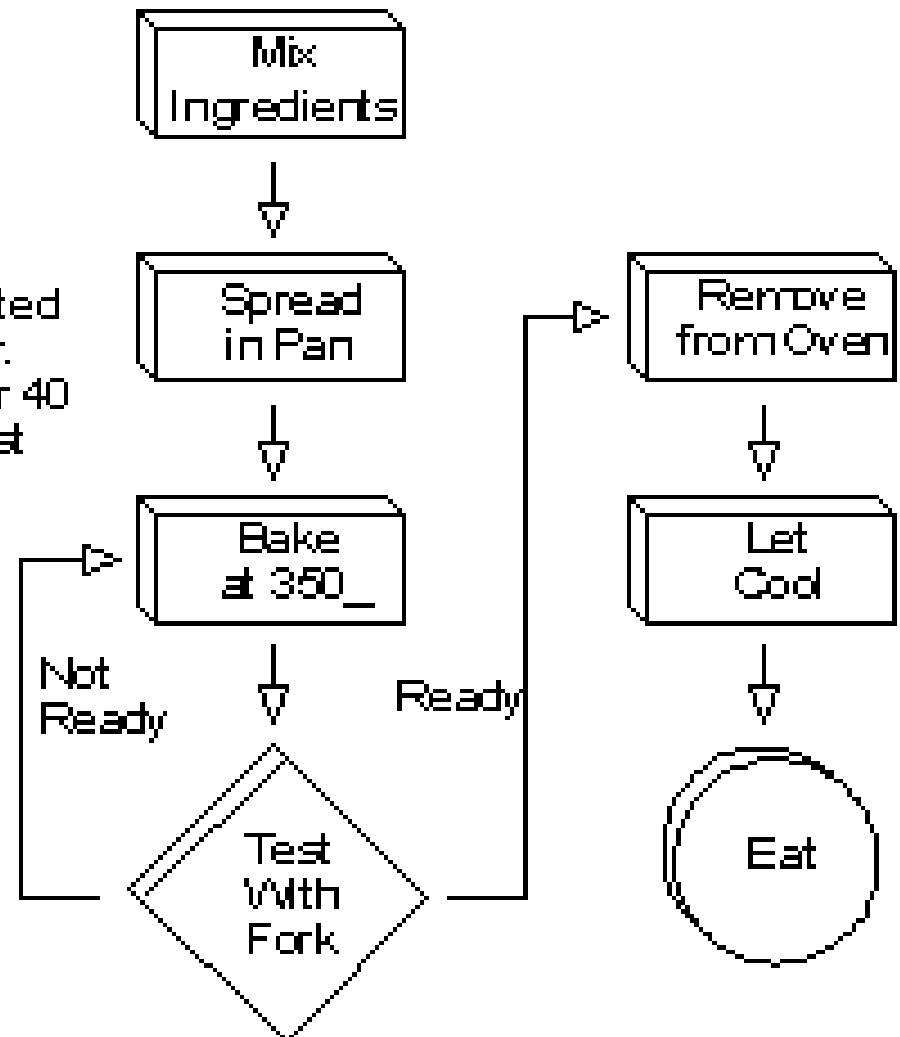 Mix
Ingredients
Spread
in Pan
40
Bake
at 350_
Not
Ready
Test
With
Fork
Ready
Remove
from Oven
Let
Cool
Eat